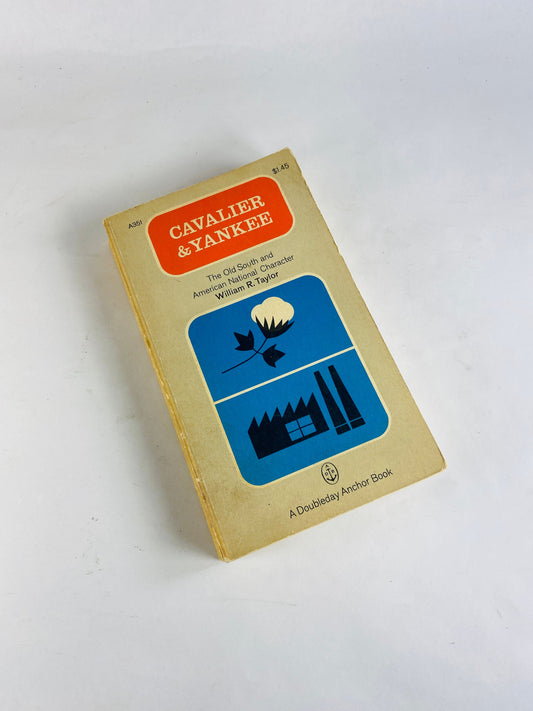 A351
$1.45
CAVALIER
& YANKEE
The Old South and
American National Character
William R. Taylor
A Doubleday Anchor Book